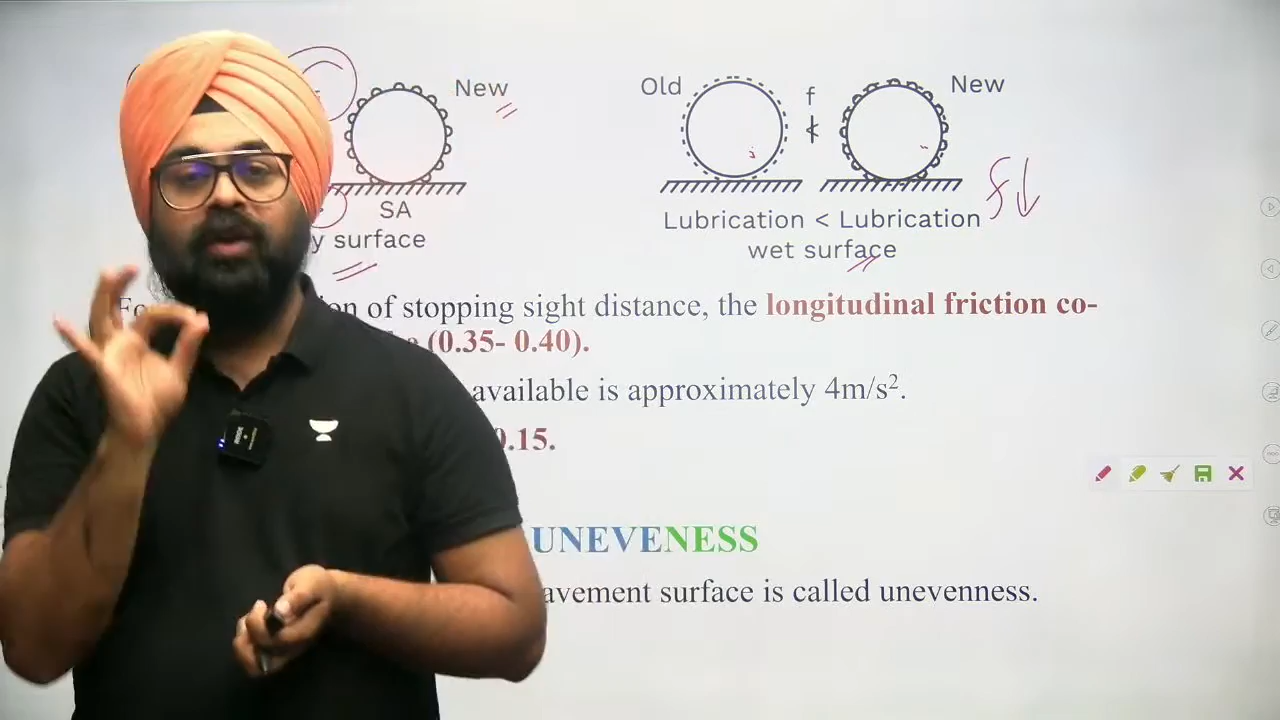 New
Old
f
New
SA
y surface
Lubrication < Lubrication
wet surface
f↓
of stopping sight distance, the longitudinal friction co-
(0.35- 0.40).
available is approximately 4m/s².
0.15.
UNEVENESS
surface is called unevenness.